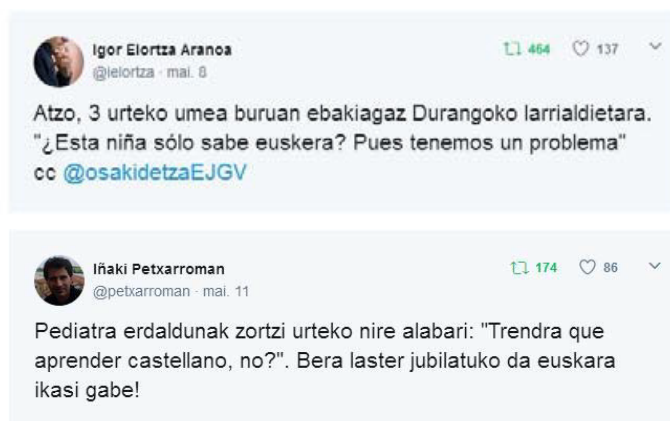 Igor Elortza Aranoa
464
137
@ielortza · mai. 8
Atzo, 3 urteko umea buruan ebakiagaz Durangoko larrialdietara.
"¿Esta niña sólo sabe euskera? Pues tenemos un problema"
cc @osakidetzaEJGV
Iñaki Petxarroman
174
86
@petxarroman · mai. 11
Pediatra erdaldunak zortzi urteko nire alabari: "Trendra que
aprender castellano, no?". Bera laster jubilatuko da euskara
ikasi gabe!